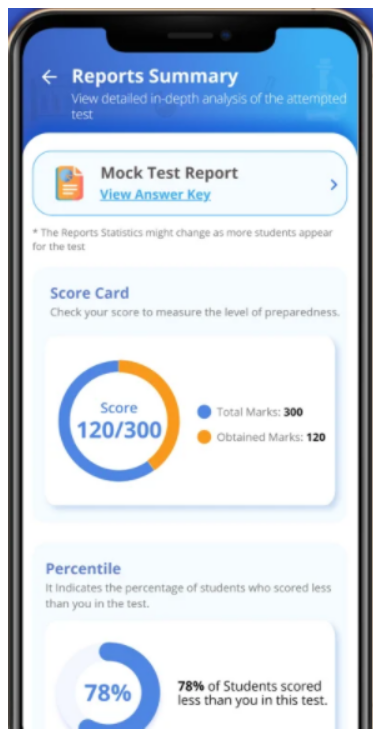 Reports Summary
View detailed in-depth analysis of the attempted
test
Mock Test Report
View Answer Key
* The Reports Statistics might change as more students appear
for the test
Score Card
Check your score to measure the level of preparedness.
Score
120/300
Total Marks: 300
Obtained Marks: 120
Percentile
It Indicates the percentage of students who scored less
than you in the test.
78%
78% of Students scored
less than you in this test.